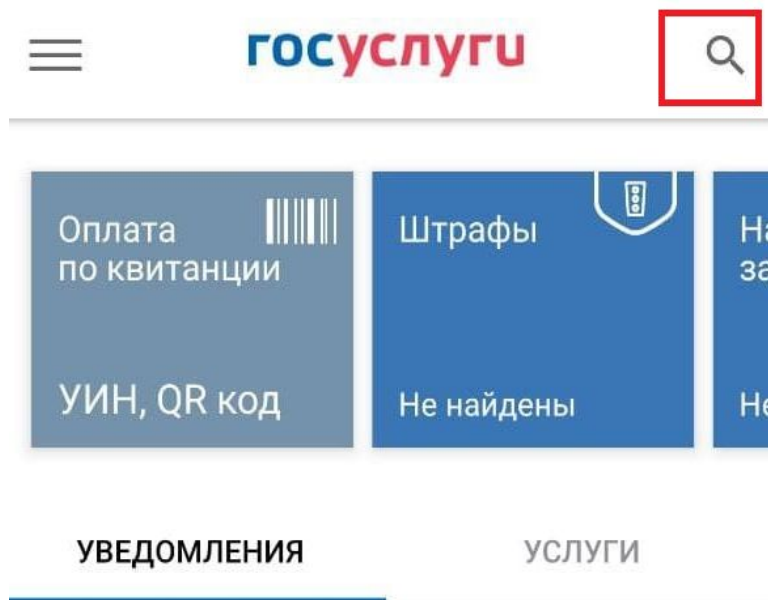 госуслуги
Оплата
по квитанции
УИН, QR код
Штрафы
Не найдены
УВЕДОМЛЕНИЯ
УСЛУГИ